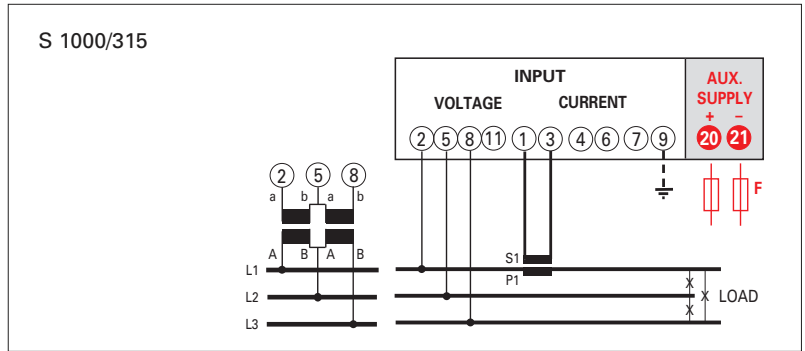 S 1000/315
INPUT
AUX.
SUPPLY
VOLTAGE
CURRENT
+ −
2 5 8 11 1 3 4 6 7 9 20 21
2 5 8
a b a b
F
A B A B
S1
P1
L1
L2
L3
X
X LOAD
X